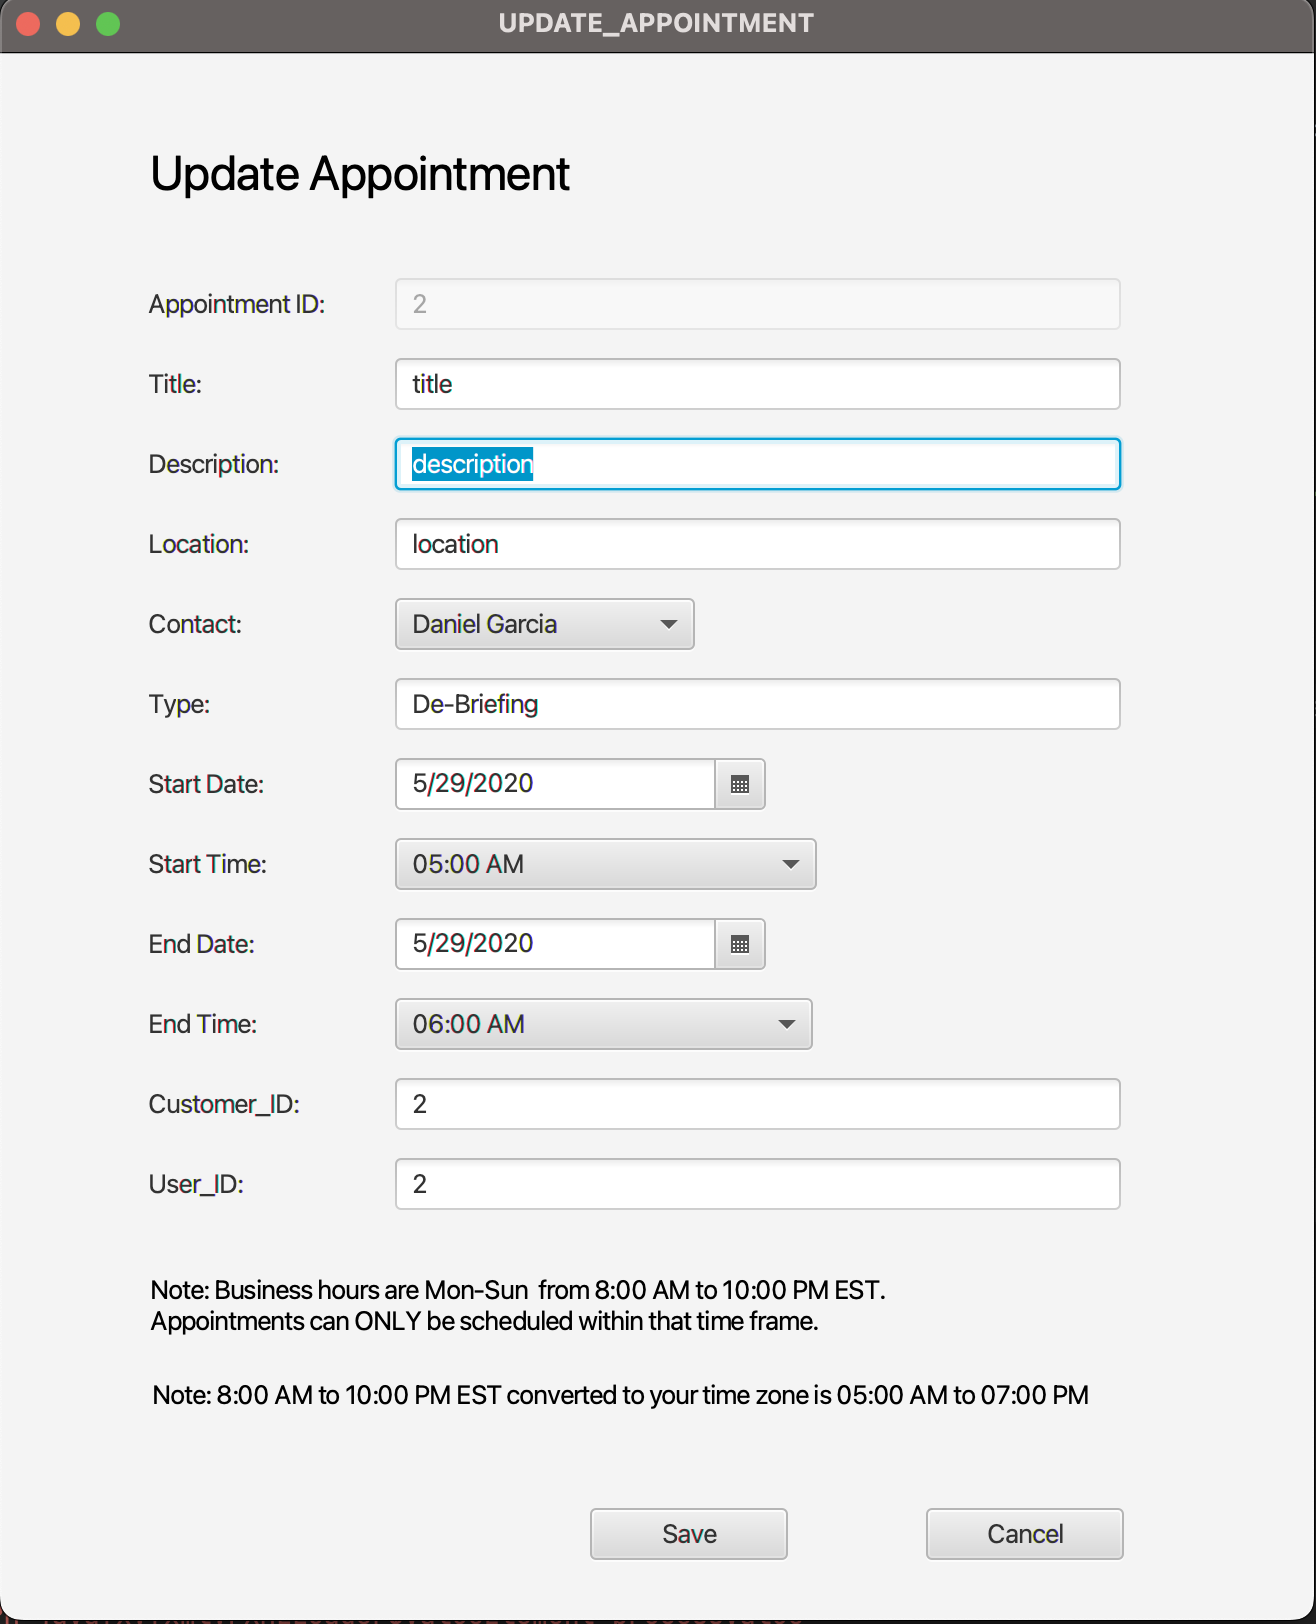 UPDATE_APPOINTMENT
Update Appointment
Appointment ID: 2
Title: title
Description: description
Location: location
Contact: Daniel Garcia
Type: De-Briefing
Start Date: 5/29/2020
Start Time: 05:00 AM
End Date: 5/29/2020
End Time: 06:00 AM
Customer_ID: 2
User_ID: 2
Note: Business hours are Mon-Sun  from 8:00 AM to 10:00 PM EST.
Appointments can ONLY be scheduled within that time frame.
Note: 8:00 AM to 10:00 PM EST converted to your time zone is 05:00 AM to 07:00 PM
Save Cancel